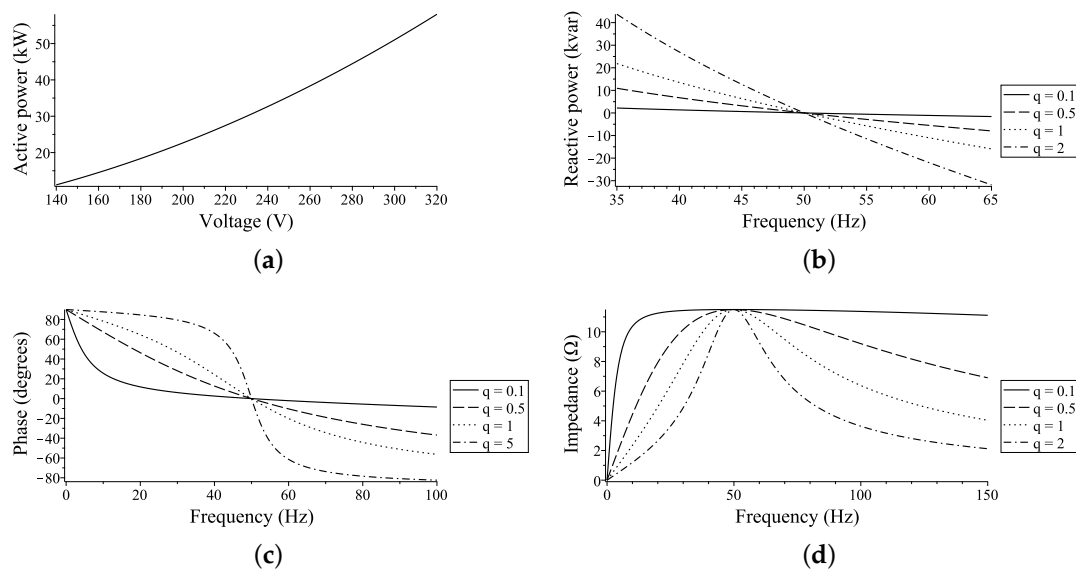 Active power (kW)
50
40
30
20
140 160 180 200 220 240 260 280 300 320
Voltage (V)
(a)
Reactive power (kvar)
40
30
20
10
0
−10
−20
−30
35 40 45 50 55 60 65
Frequency (Hz)
q = 0.1
q = 0.5
q = 1
q = 2
(b)
Phase (degrees)
80
60
40
20
0
−20
−40
−60
−80
0 20 40 60 80 100
Frequency (Hz)
q = 0.1
q = 0.5
q = 1
q = 5
(c)
Impedance (Ω)
10
8
6
4
2
0
0 50 100 150
Frequency (Hz)
q = 0.1
q = 0.5
q = 1
q = 2
(d)